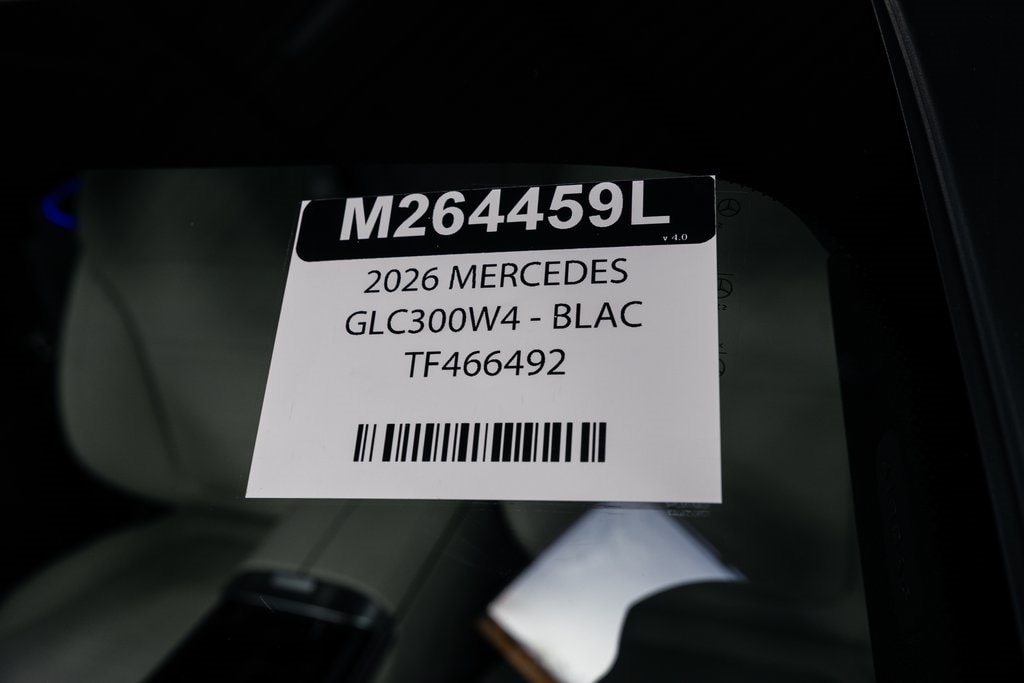 M264459L
v 4.0
2026 MERCEDES
GLC300W4 - BLAC
TF466492